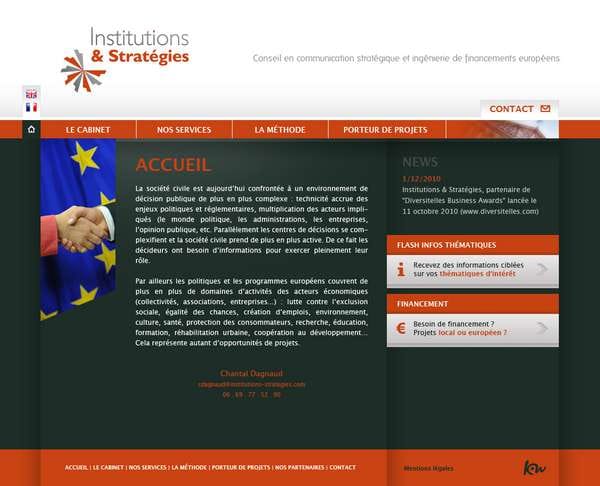 Institutions
& Stratégies
Conseil en communication stratégique et ingénierie de financements européens
CONTACT
LE CABINET
NOS SERVICES
LA MÉTHODE
PORTEUR DE PROJETS
ACCUEIL
La société civile est aujourd'hui confrontée à un environnement de
décision publique de plus en plus complexe : technicité accrue des
enjeux politiques et réglementaires, multiplication des acteurs impli-
qués (le monde politique, les administrations, les entreprises,
l'opinion publique, etc. Parallèlement les centres de décisions se com-
plexifient et la société civile prend de plus en plus active. De ce fait les
décideurs ont besoin d'informations pour exercer pleinement leur
rôle.
Par ailleurs les politiques et les programmes européens couvrent de
plus en plus de domaines d'activités des acteurs économiques
(collectivités, associations, entreprises...) : lutte contre l'exclusion
sociale, égalité des chances, création d'emplois, environnement,
culture, santé, protection des consommateurs, recherche, éducation,
formation, réhabilitation urbaine, coopération au développement...
Cela représente autant d'opportunités de projets.
Chantal Dagnaud
cdagnaud@institutions-strategies.com
06 . 69 . 77 . 52 . 90
NEWS
1/12/2010
Institutions & Stratégies, partenaire de
"Diversitelles Business Awards" lancée le
11 octobre 2010 (www.diversitelles.com)
FLASH INFOS THÉMATIQUES
Recevez des informations ciblées
sur vos thématiques d'intérêt
FINANCEMENT
€ Besoin de financement ?
Projets local ou européen ?
ACCUEIL | LE CABINET | NOS SERVICES | LA MÉTHODE | PORTEUR DE PROJETS | NOS PARTENAIRES | CONTACT
Mentions légales